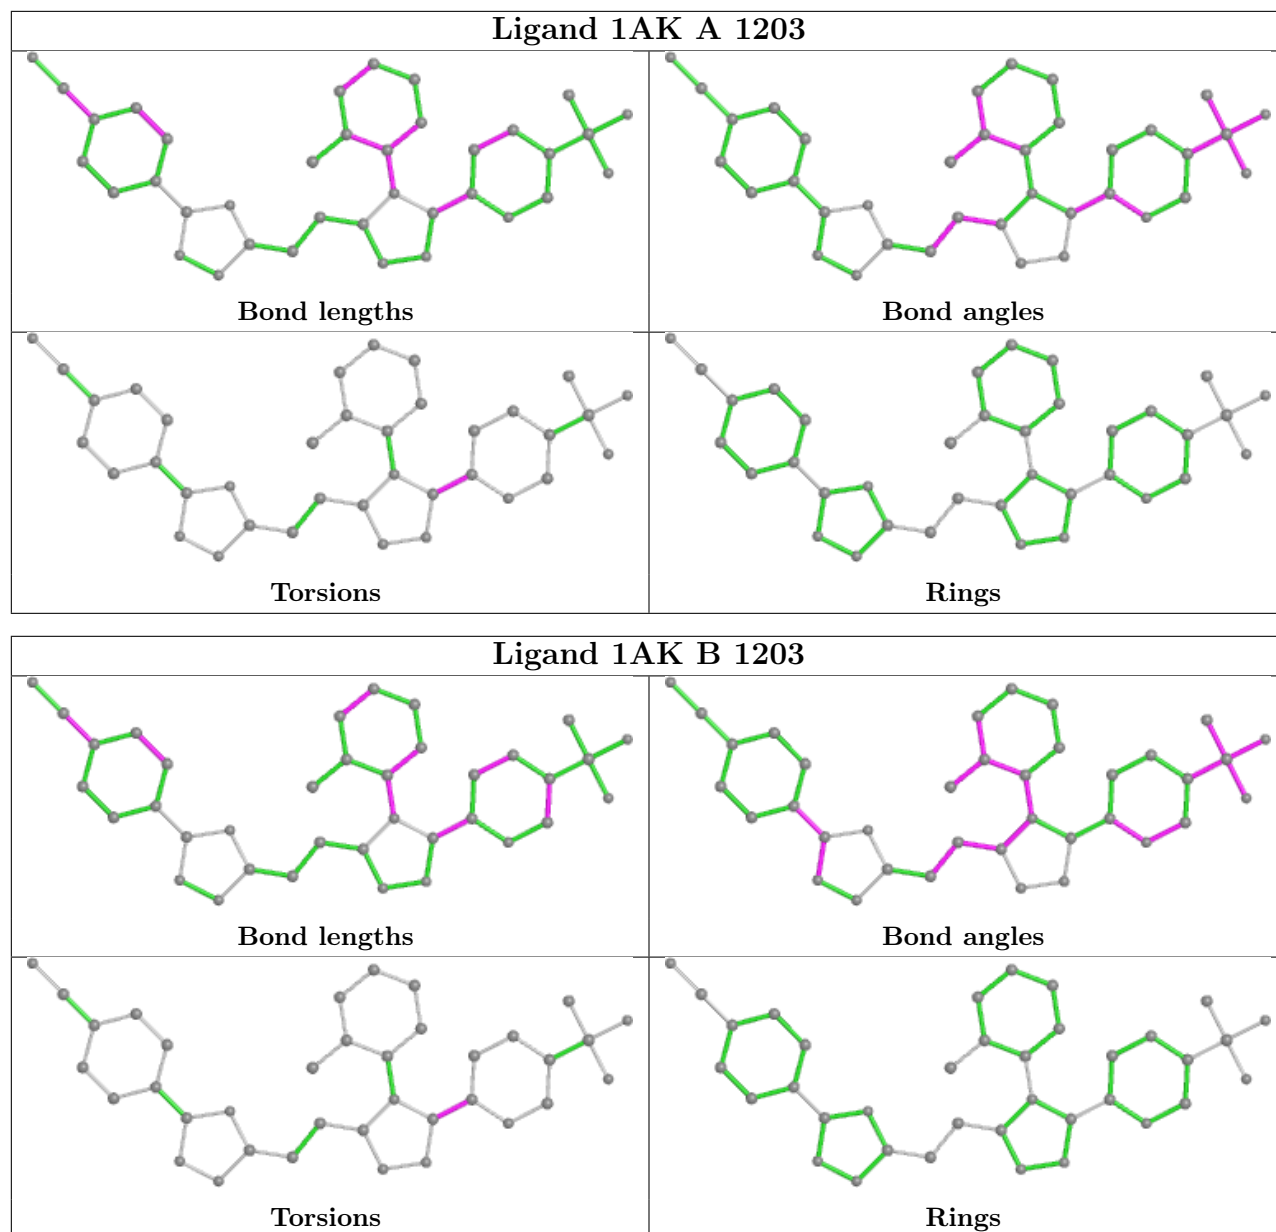 Ligand 1AK A 1203
Bond lengths
Bond angles
Torsions
Rings
Ligand 1AK B 1203
Bond lengths
Bond angles
Torsions
Rings